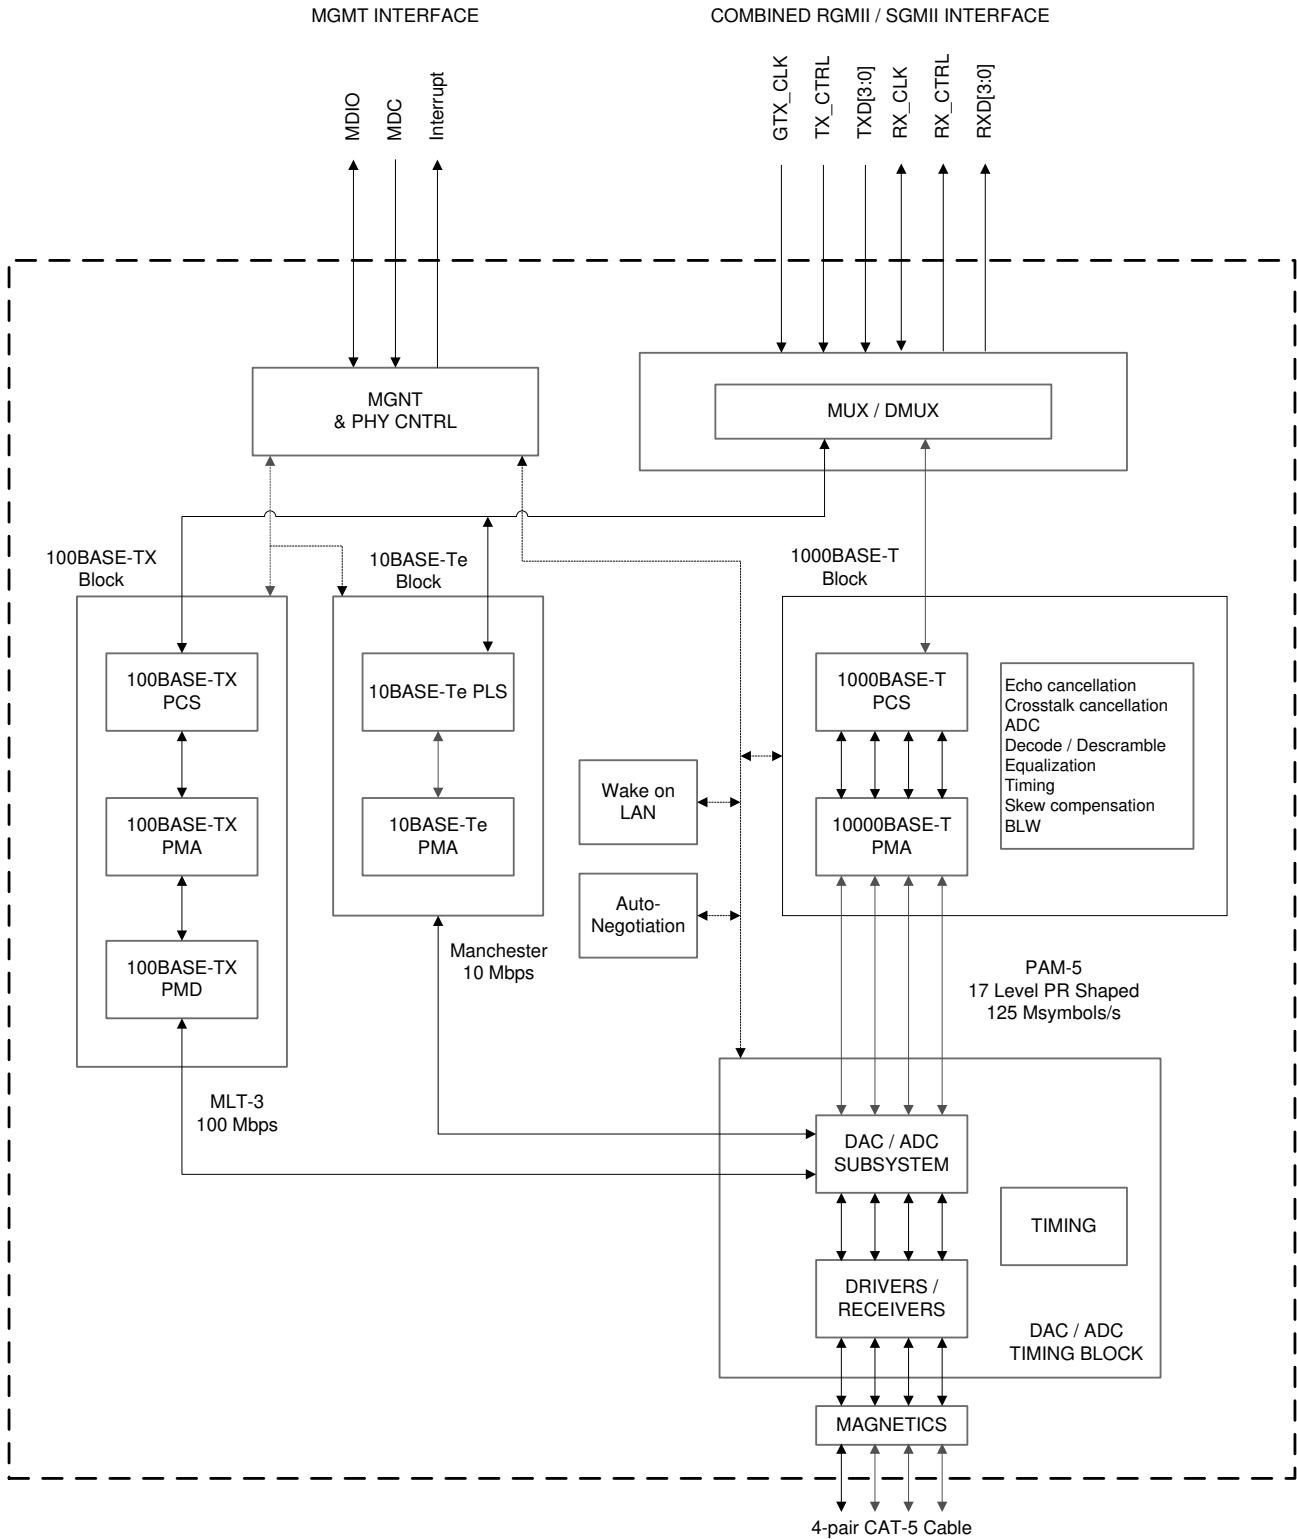 MGMT INTERFACE
COMBINED RGMII / SGMII INTERFACE
MDIO
MDC
Interrupt
GTX_CLK
TX_CTRL
TXD[3:0]
RX_CLK
RX_CTRL
RXD[3:0]
MGNT
& PHY CNTRL
MUX / DMUX
100BASE-TX
Block
10BASE-Te
Block
1000BASE-T
Block
100BASE-TX
PCS
10BASE-Te PLS
1000BASE-T
PCS
Echo cancellation
Crosstalk cancellation
ADC
Decode / Descramble
Equalization
Timing
Skew compensation
BLW
Wake on
LAN
100BASE-TX
PMA
10BASE-Te
PMA
10000BASE-T
PMA
Auto-
Negotiation
Manchester
10 Mbps
100BASE-TX
PMD
PAM-5
17 Level PR Shaped
125 Msymbols/s
MLT-3
100 Mbps
DAC / ADC
SUBSYSTEM
TIMING
DRIVERS /
RECEIVERS
DAC / ADC
TIMING BLOCK
MAGNETICS
4-pair CAT-5 Cable